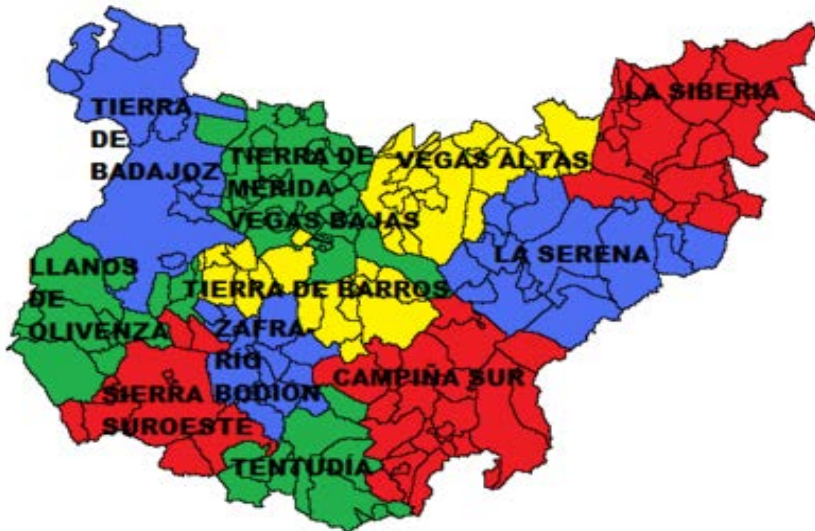 TIERRA
DE
BADAJOZ
TIERRA DE
MERIDA
VEGAS BAJAS
VEGAS ALTAS
LA SIBERIA
LA SERENA
LLANOS
DE
OLIVENZA
TIERRA DE BARROS
ZAFRA-
RIO
BODIÓN
SIERRA
SUROESTE
CAMPIÑA SUR
TENTUDÍA